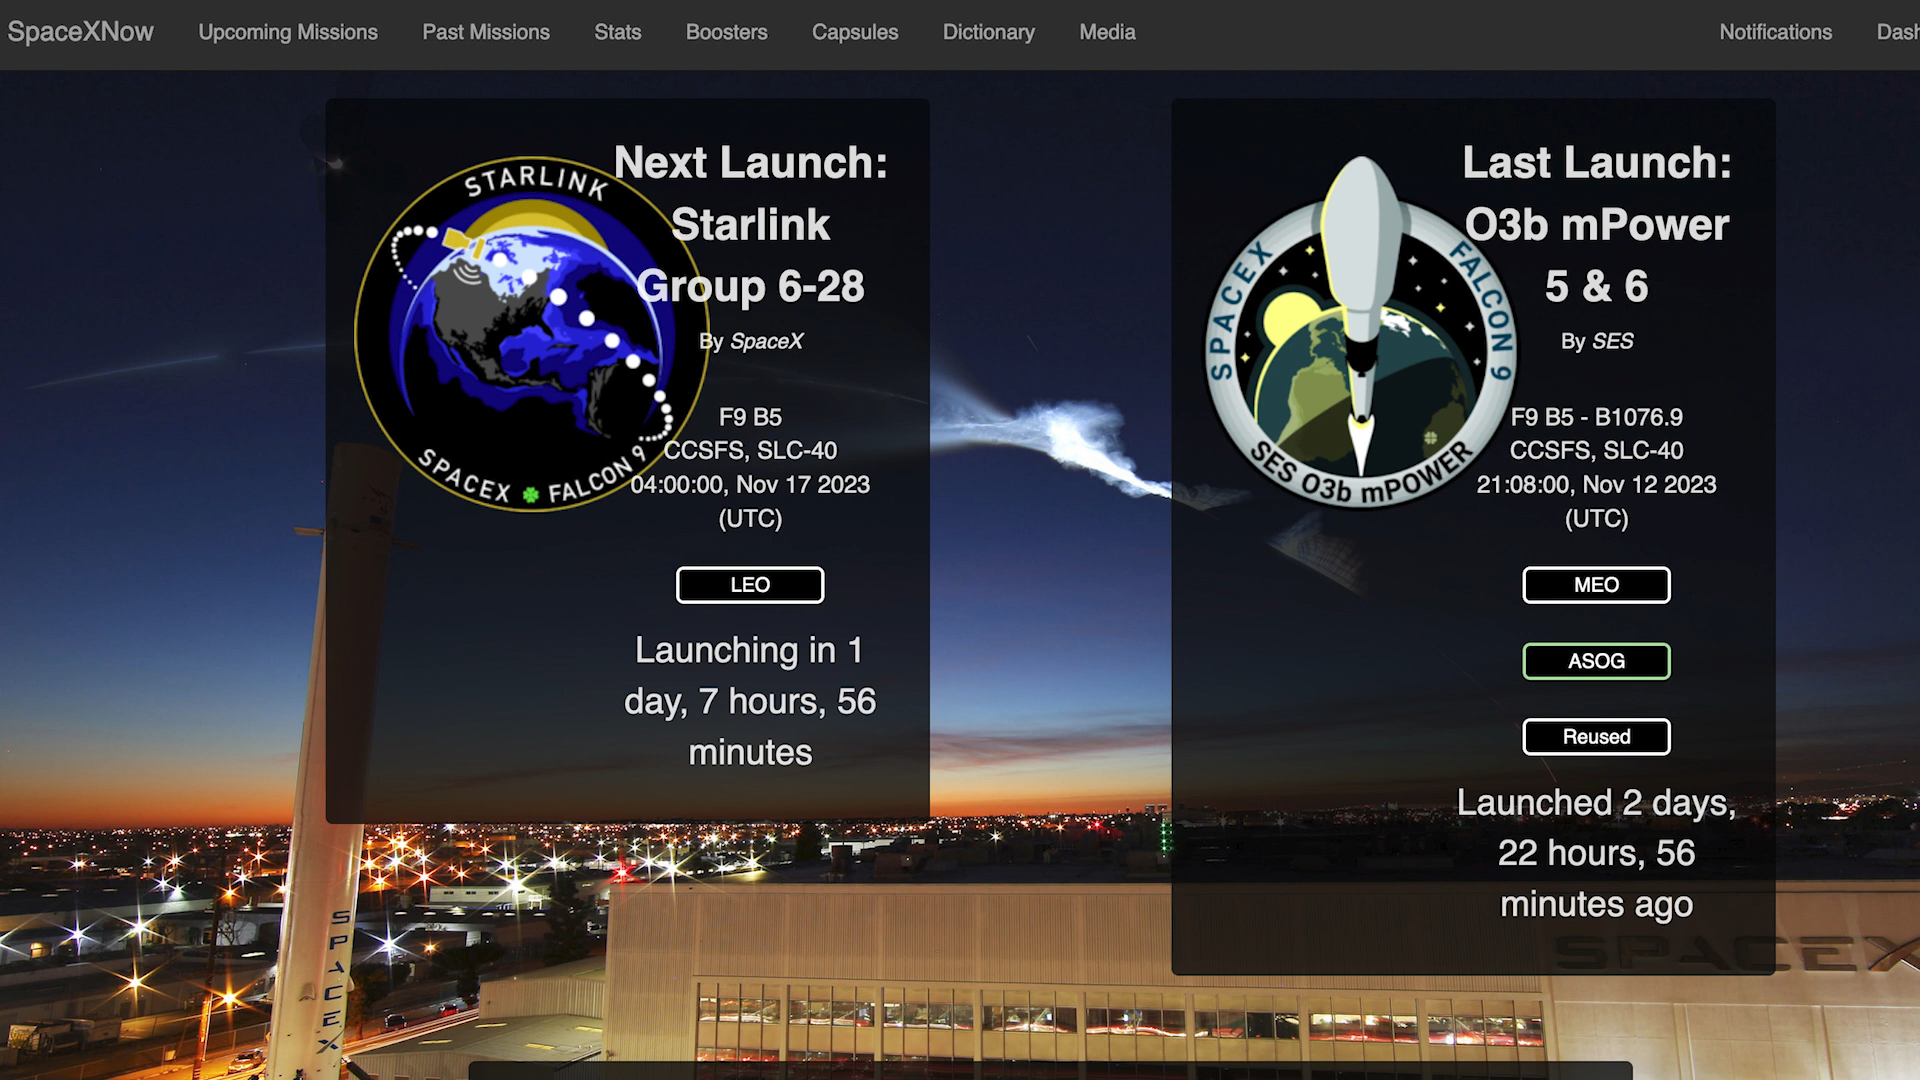 SpaceXNow Upcoming Missions Past Missions Stats Boosters Capsules Dictionary Media Notifications Dash
STARLINK
SPACEX FALCON 9
Next Launch:
Starlink
Group 6-28
By SpaceX
F9 B5
CCSFS, SLC-40
04:00:00, Nov 17 2023
(UTC)
LEO
Launching in 1
day, 7 hours, 56
minutes
SPACEX FALCON 9
SES O3b mPOWER
Last Launch:
O3b mPower
5 & 6
By SES
F9 B5 - B1076.9
CCSFS, SLC-40
21:08:00, Nov 12 2023
(UTC)
MEO
ASOG
Reused
Launched 2 days,
22 hours, 56
minutes ago
SPACEX
SPACEX